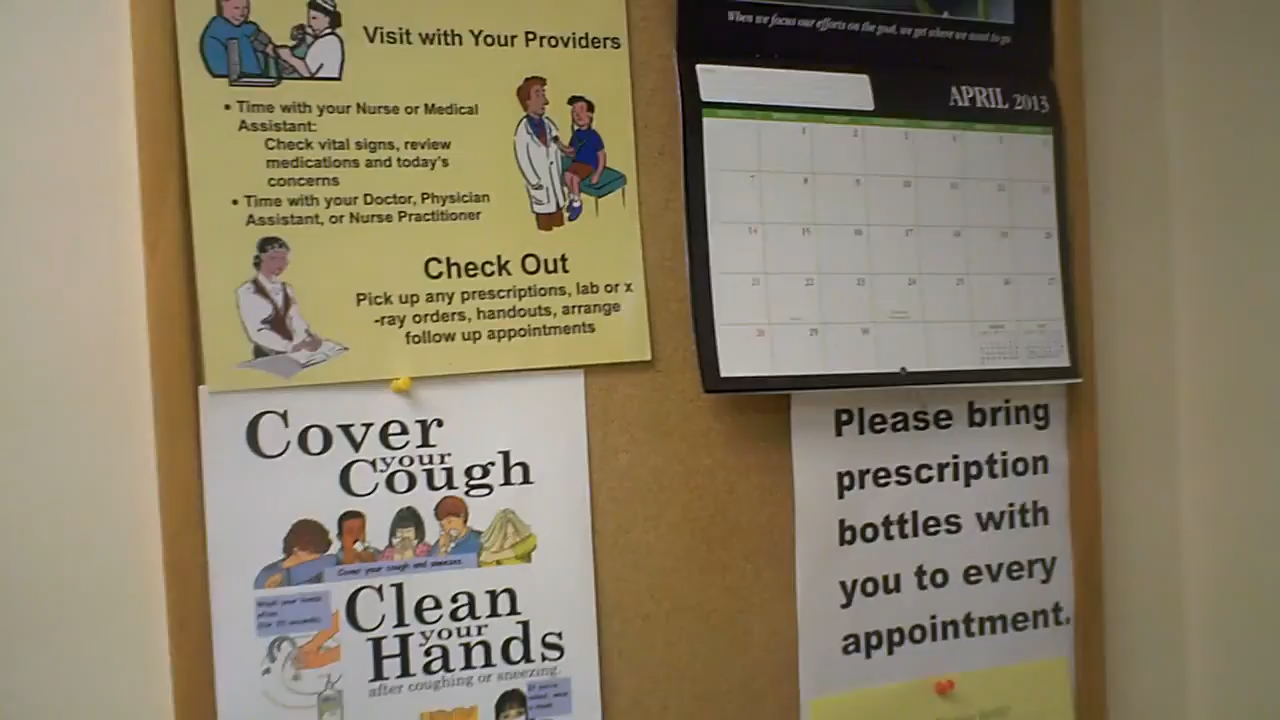 Visit with Your Providers
• Time with your Nurse or Medical
Assistant:
Check vital signs, review
medications and today's
concerns
• Time with your Doctor, Physician
Assistant, or Nurse Practitioner
Check Out
Pick up any prescriptions, lab or x
-ray orders, handouts, arrange
follow up appointments
Cover
your
Cough
Cover your cough and sneezes.
Clean
your
Hands
after coughing or sneezing.
When we focus our efforts on the goal, we get where we want to go.
APRIL 2013
1 2 3 4 5 6
7 8 9 10 11 12 13
14 15 16 17 18 19 20
21 22 23 24 25 26 27
28 29 30
Please bring
prescription
bottles with
you to every
appointment.